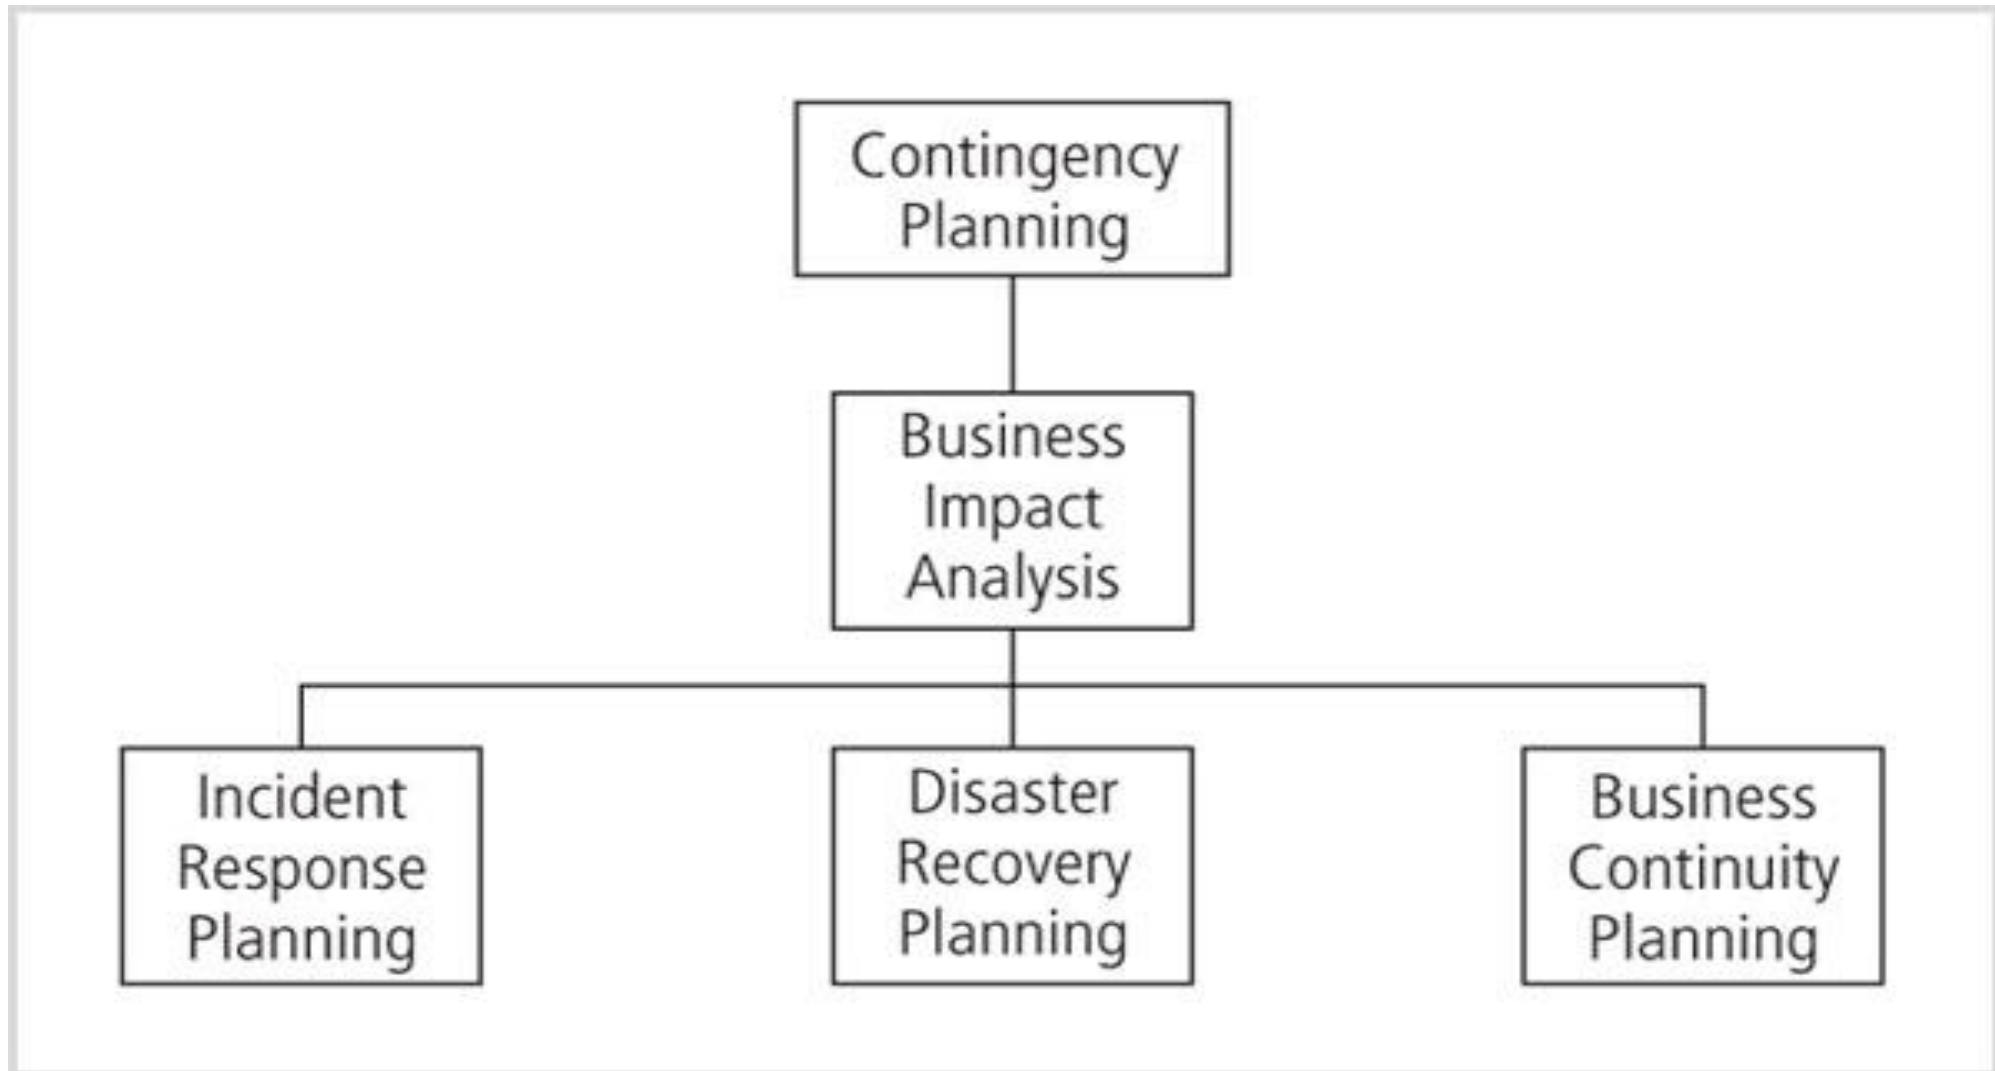 Contingency
Planning
Business
Impact
Analysis
Incident
Response
Planning
Disaster
Recovery
Planning
Business
Continuity
Planning